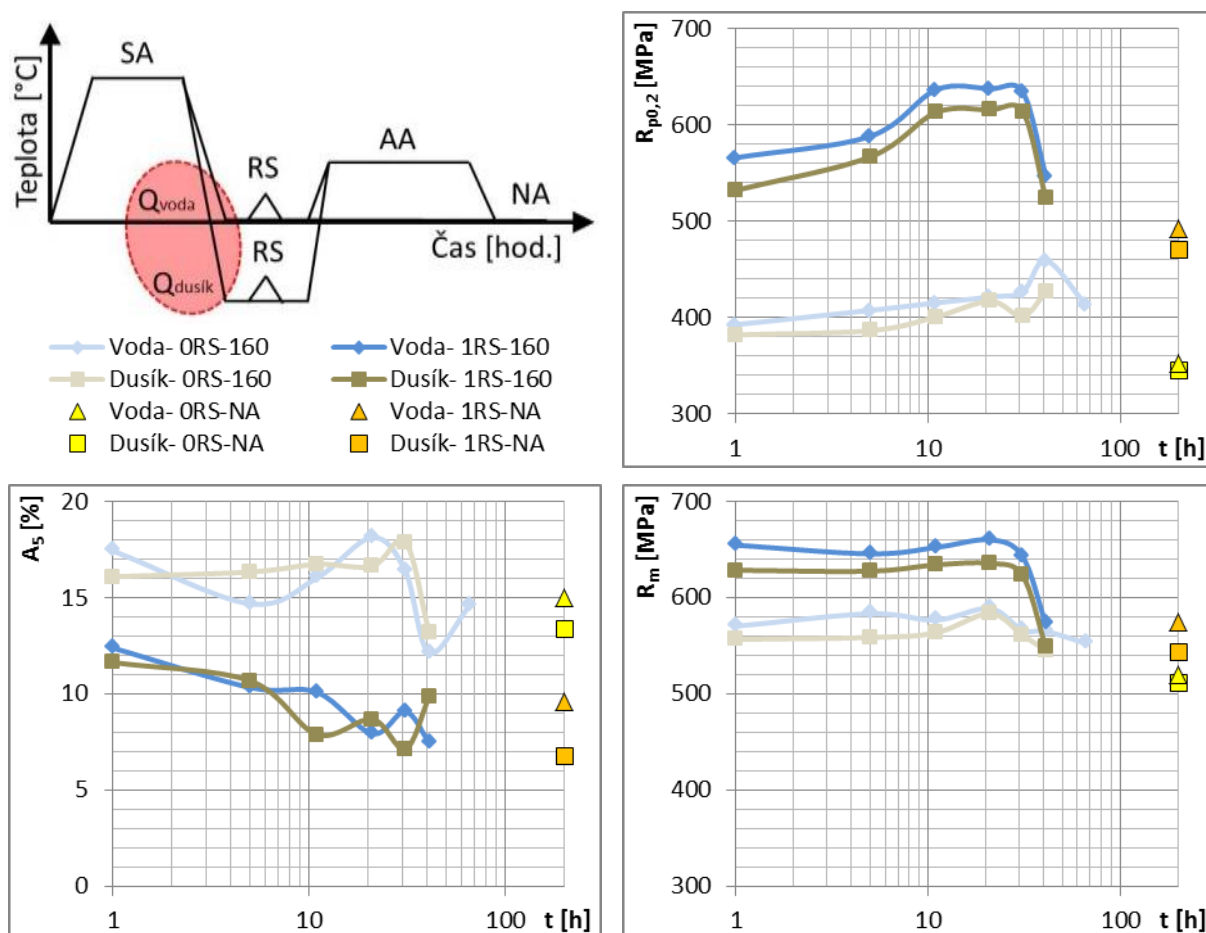 Teplota [°C]
SA
AA
RS
NA
Qvoda
Čas [hod.]
RS
Qdusík
Voda- 0RS-160
Voda- 1RS-160
Dusík- 0RS-160
Dusík- 1RS-160
Voda- 0RS-NA
Voda- 1RS-NA
Dusík- 0RS-NA
Dusík- 1RS-NA
Rp0,2 [MPa]
700
600
500
400
300
1 10 100 t [h]
A5 [%]
20
15
10
5
0
1 10 100 t [h]
Rm [MPa]
700
600
500
400
300
1 10 100 t [h]